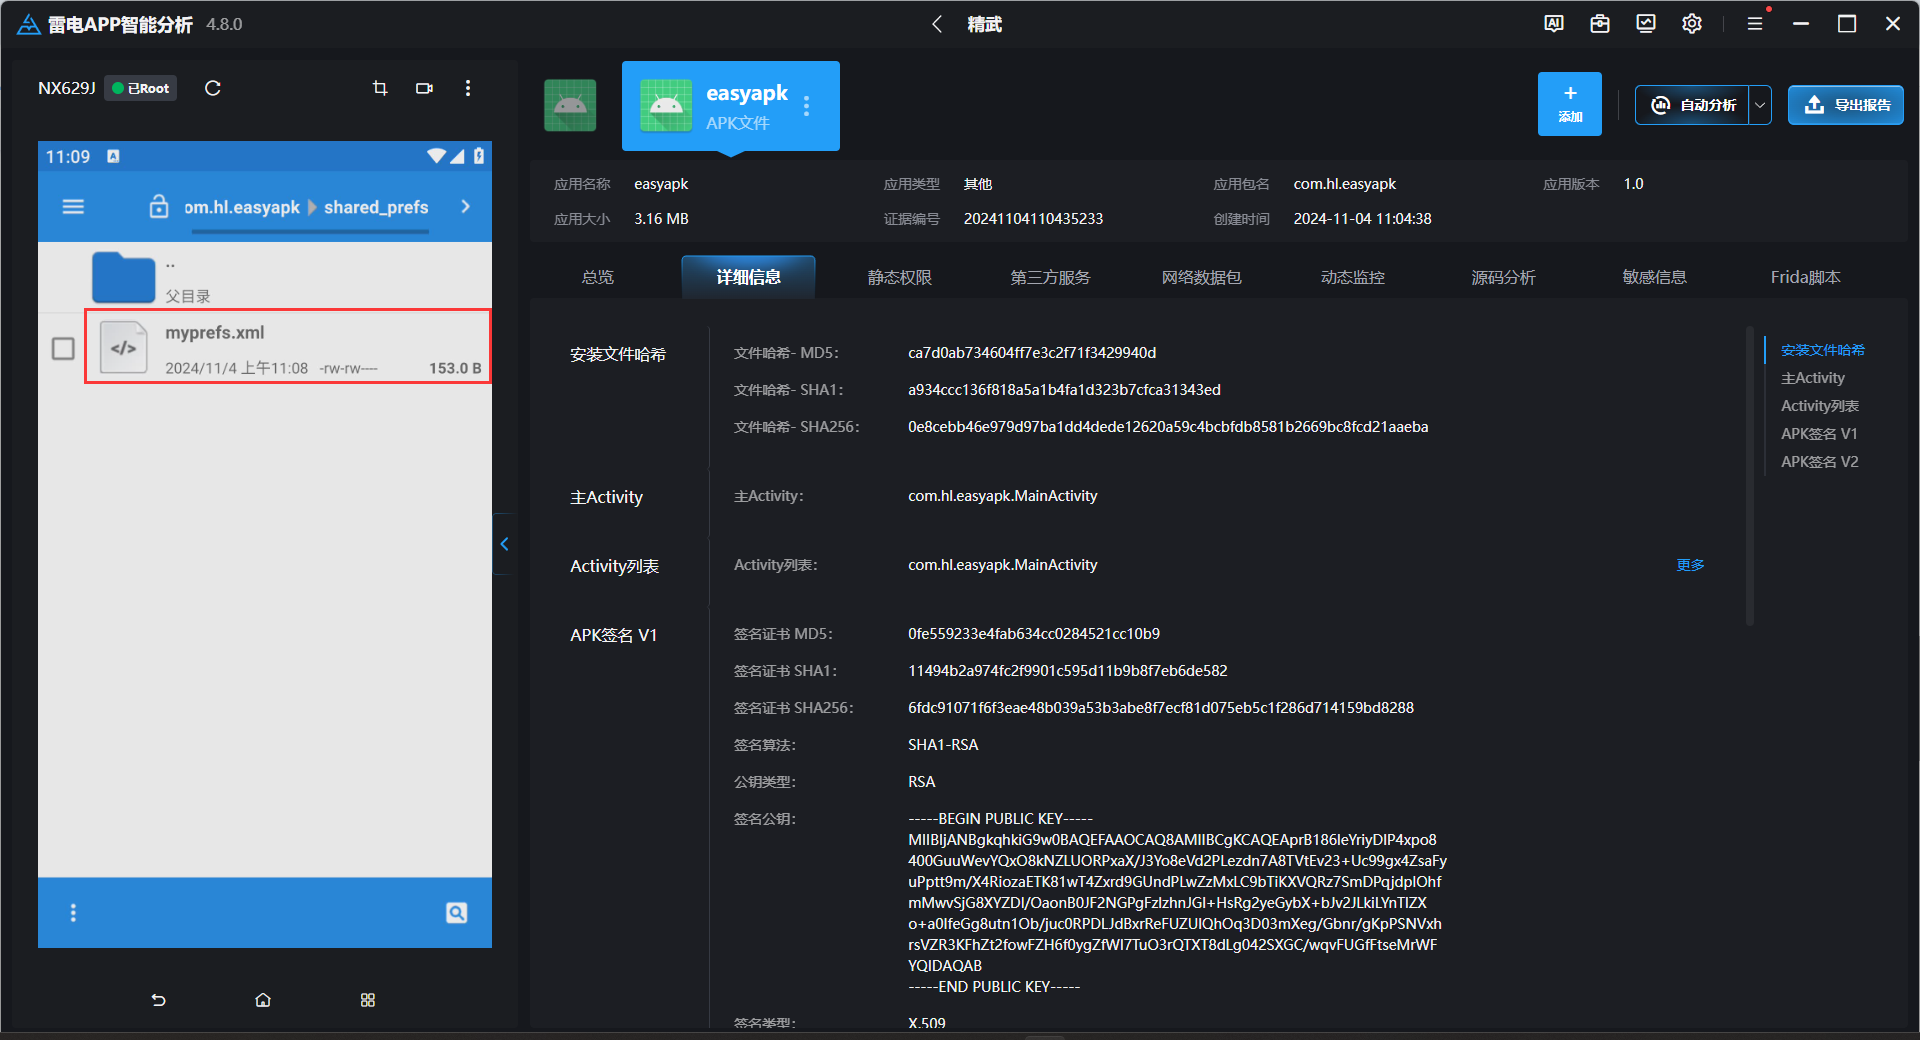 雷电APP智能分析 4.8.0
精武
AI
NX629J
已Root
11:09
A
om.hl.easyapk
shared_prefs
..
父目录
</>
myprefs.xml
2024/11/4 上午11:08
-rw-rw----
153.0 B
easyapk
APK文件
+
添加
自动分析
导出报告
应用名称 easyapk
应用类型 其他
应用包名 com.hl.easyapk
应用版本 1.0
应用大小 3.16 MB
证据编号 20241104110435233
创建时间 2024-11-04 11:04:38
总览
详细信息
静态权限
第三方服务
网络数据包
动态监控
源码分析
敏感信息
Frida脚本
安装文件哈希
文件哈希- MD5: ca7d0ab734604ff7e3c2f71f3429940d
文件哈希- SHA1: a934ccc136f818a5a1b4fa1d323b7cfca31343ed
文件哈希- SHA256: 0e8cebb46e979d97ba1dd4dede12620a59c4bcbfdb8581b2669bc8fcd21aaeba
主Activity
主Activity: com.hl.easyapk.MainActivity
Activity列表
Activity列表: com.hl.easyapk.MainActivity
更多
APK签名 V1
签名证书 MD5: 0fe559233e4fab634cc0284521cc10b9
签名证书 SHA1: 11494b2a974fc2f9901c595d11b9b8f7eb6de582
签名证书 SHA256: 6fdc91071f6f3eae48b039a53b3abe8f7ecf81d075eb5c1f286d714159bd8288
签名算法: SHA1-RSA
公钥类型: RSA
签名公钥: -----BEGIN PUBLIC KEY-----
MIIBIjANBgkqhkiG9w0BAQEFAAOCAQ8AMIIBCgKCAQEAprB186IeYriyDIP4xpo8
400GuuWevYQxO8kNZLUORPxaX/J3Yo8eVd2PLezdn7A8TVtEv23+Uc99gx4ZsaFy
uPptt9m/X4RiozaETK81wT4Zxrd9GUndPLwZzMxLC9bTiKXVQRz7SmDPqjdplOhf
mMwvSjG8XYZDI/OaonB0JF2NGPgFzIzhnJGl+HsRg2yeGybX+bJv2JLkiLYnTlZX
o+a0IfeGg8utn1Ob/juc0RPDLJdBxrReFUZUIQhOq3D03mXeg/Gbnr/gKpPSNVxh
rsVZR3KFhZt2fowFZH6f0ygZfWI7TuO3rQTXT8dLg042SXGC/wqvFUGfFtseMrWF
YQIDAQAB
-----END PUBLIC KEY-----
签名类型: X.509
安装文件哈希
主Activity
Activity列表
APK签名 V1
APK签名 V2